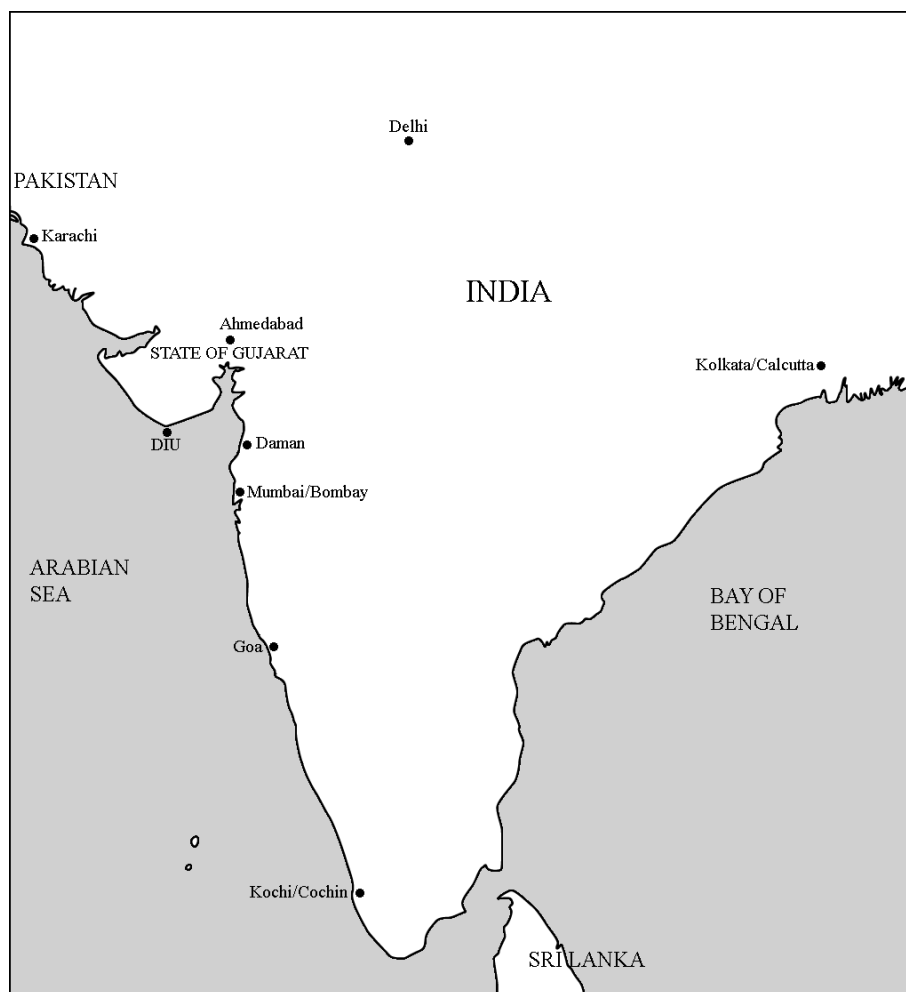 Delhi
PAKISTAN
Karachi
INDIA
Ahmedabad
STATE OF GUJARAT
Kolkata/Calcutta
DIU
Daman
Mumbai/Bombay
ARABIAN
SEA
BAY OF
BENGAL
Goa
Kochi/Cochin
SRI LANKA